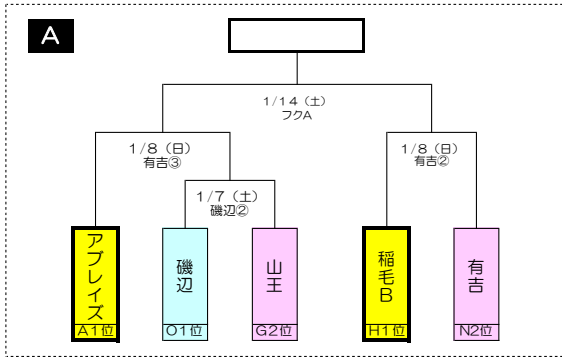 A
1/14（土）
フクA
1/8（日）
有吉③
1/8（日）
有吉②
1/7（土）
磯辺②
アブレイズ
A1位
磯辺
O1位
山王
G2位
稲毛B
H1位
有吉
N2位